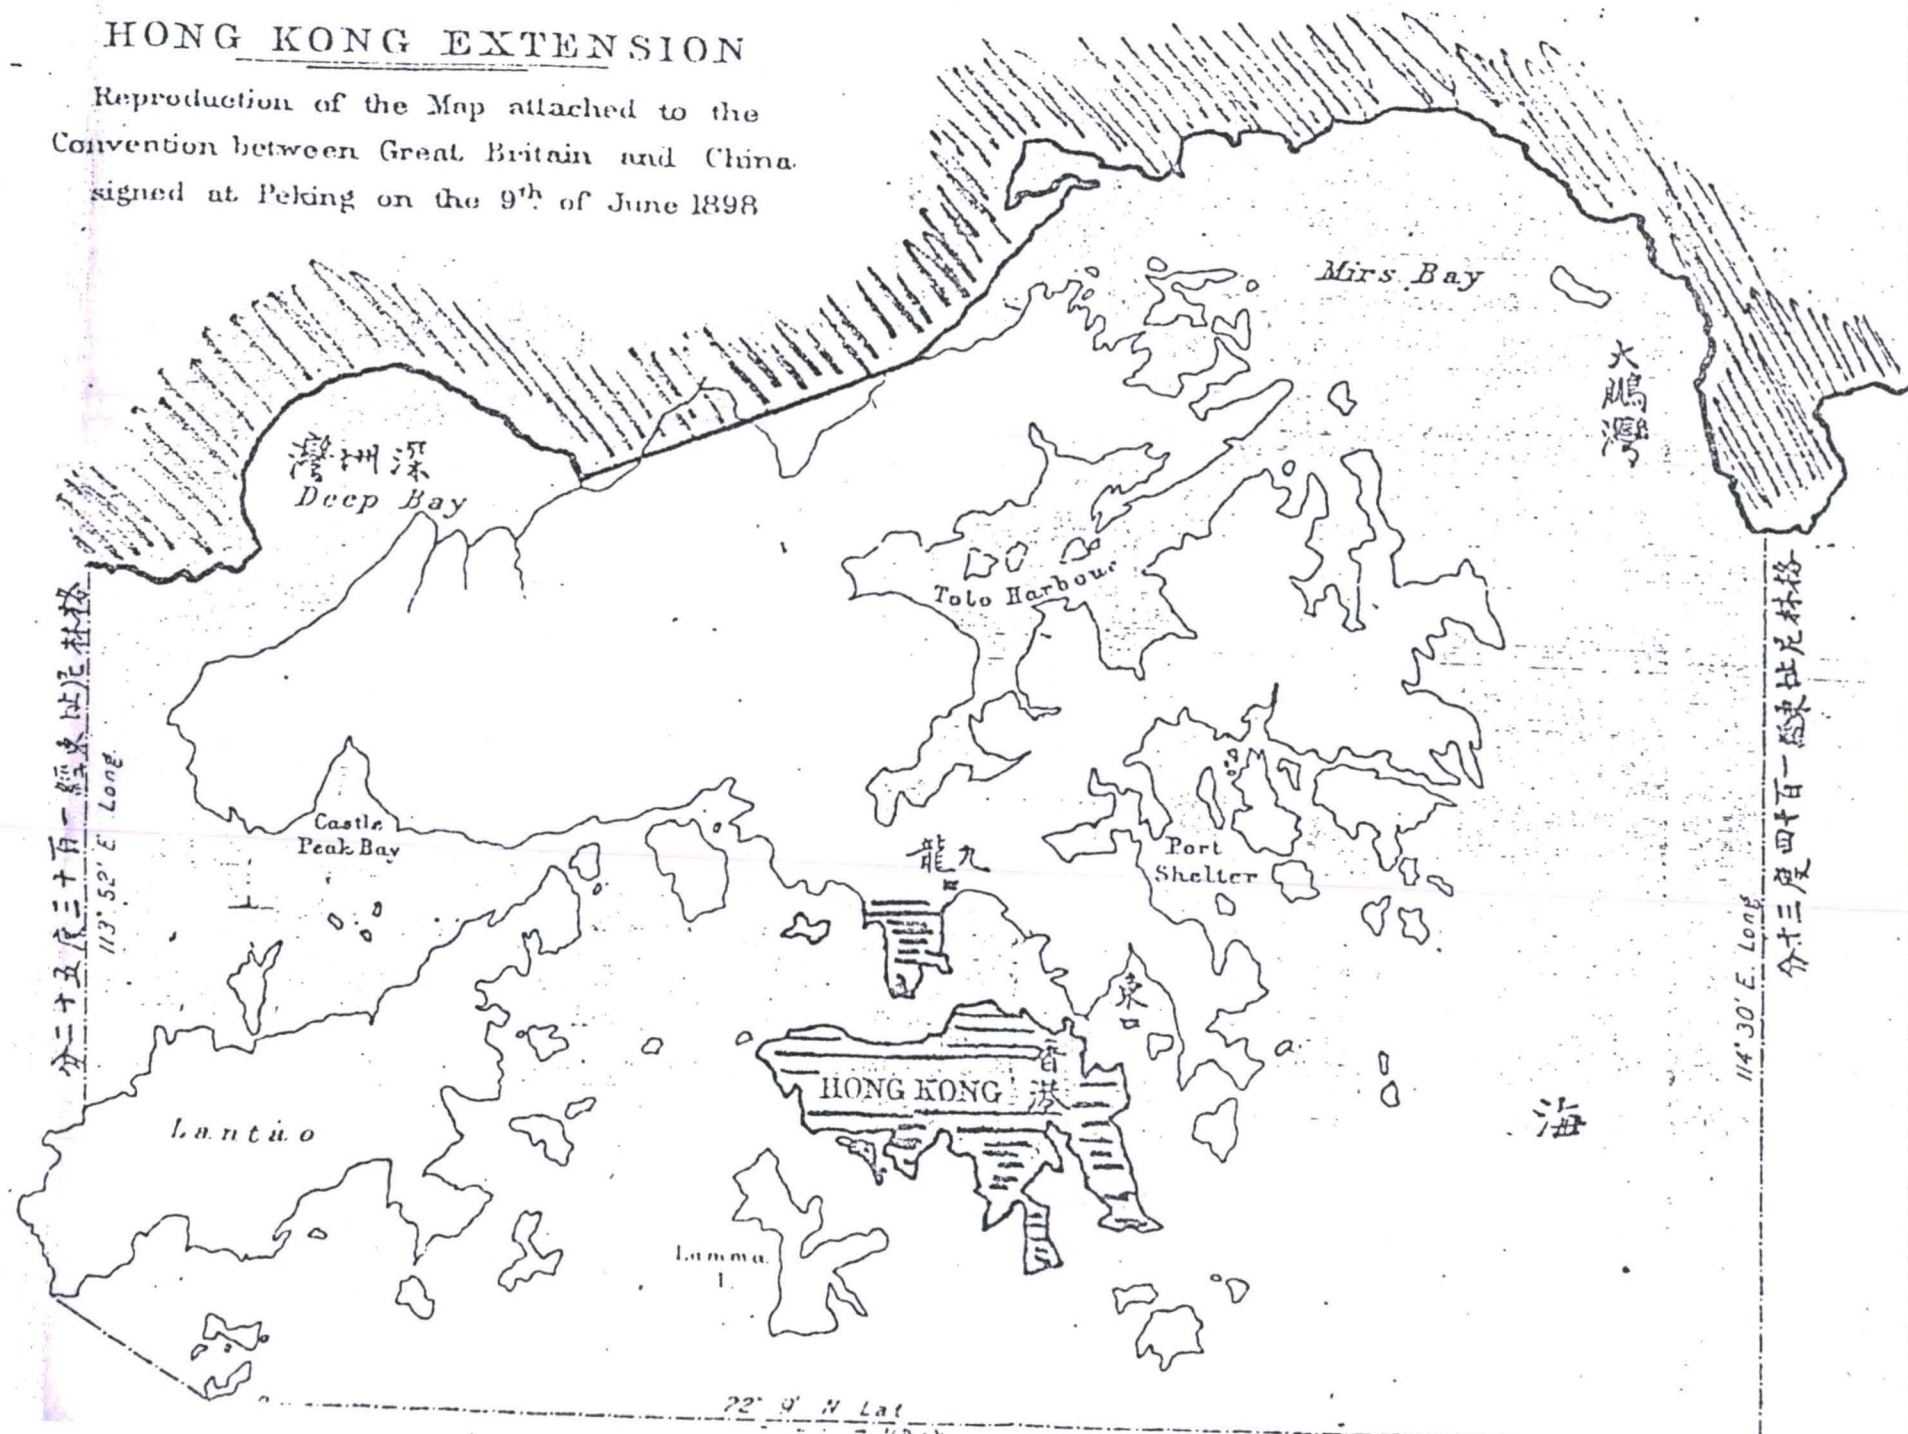 HONG KONG EXTENSION
Reproduction of the Map attached to the
Convention between Great Britain and China
signed at Peking on the 9th of June 1898
Mirs Bay
大鵬灣
灣洲深
Deep Bay
Tolo Harbour
格林尼址東經一百十三度五十二分
113° 52' E Long.
格林尼址東經一百十四度三十分
114° 30' E. Long
Castle
Peak Bay
龍九
Port
Shelter
東口
HONG KONG
香港
Lantao
海
Lamma
I.
22° 9' N Lat